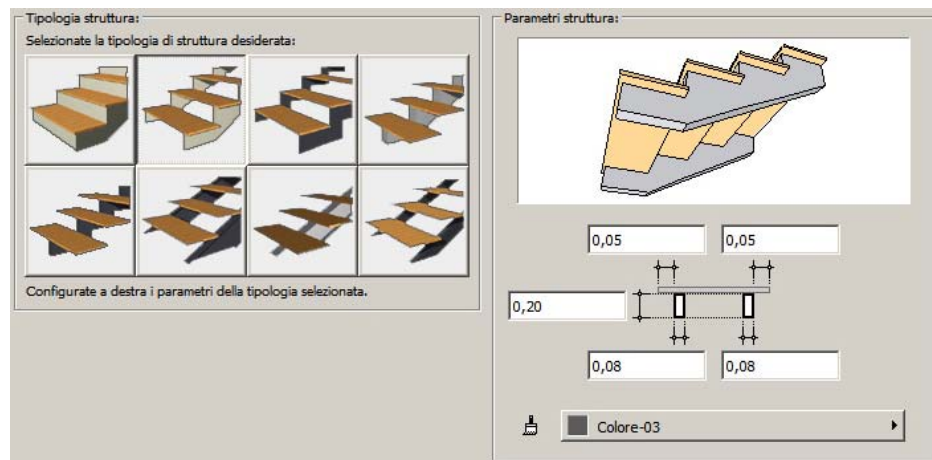 Tipologia struttura:
Selezionate la tipologia di struttura desiderata:
Configurate a destra i parametri della tipologia selezionata.
Parametri struttura:
0,05 0,05
0,20
0,08 0,08
Colore-03